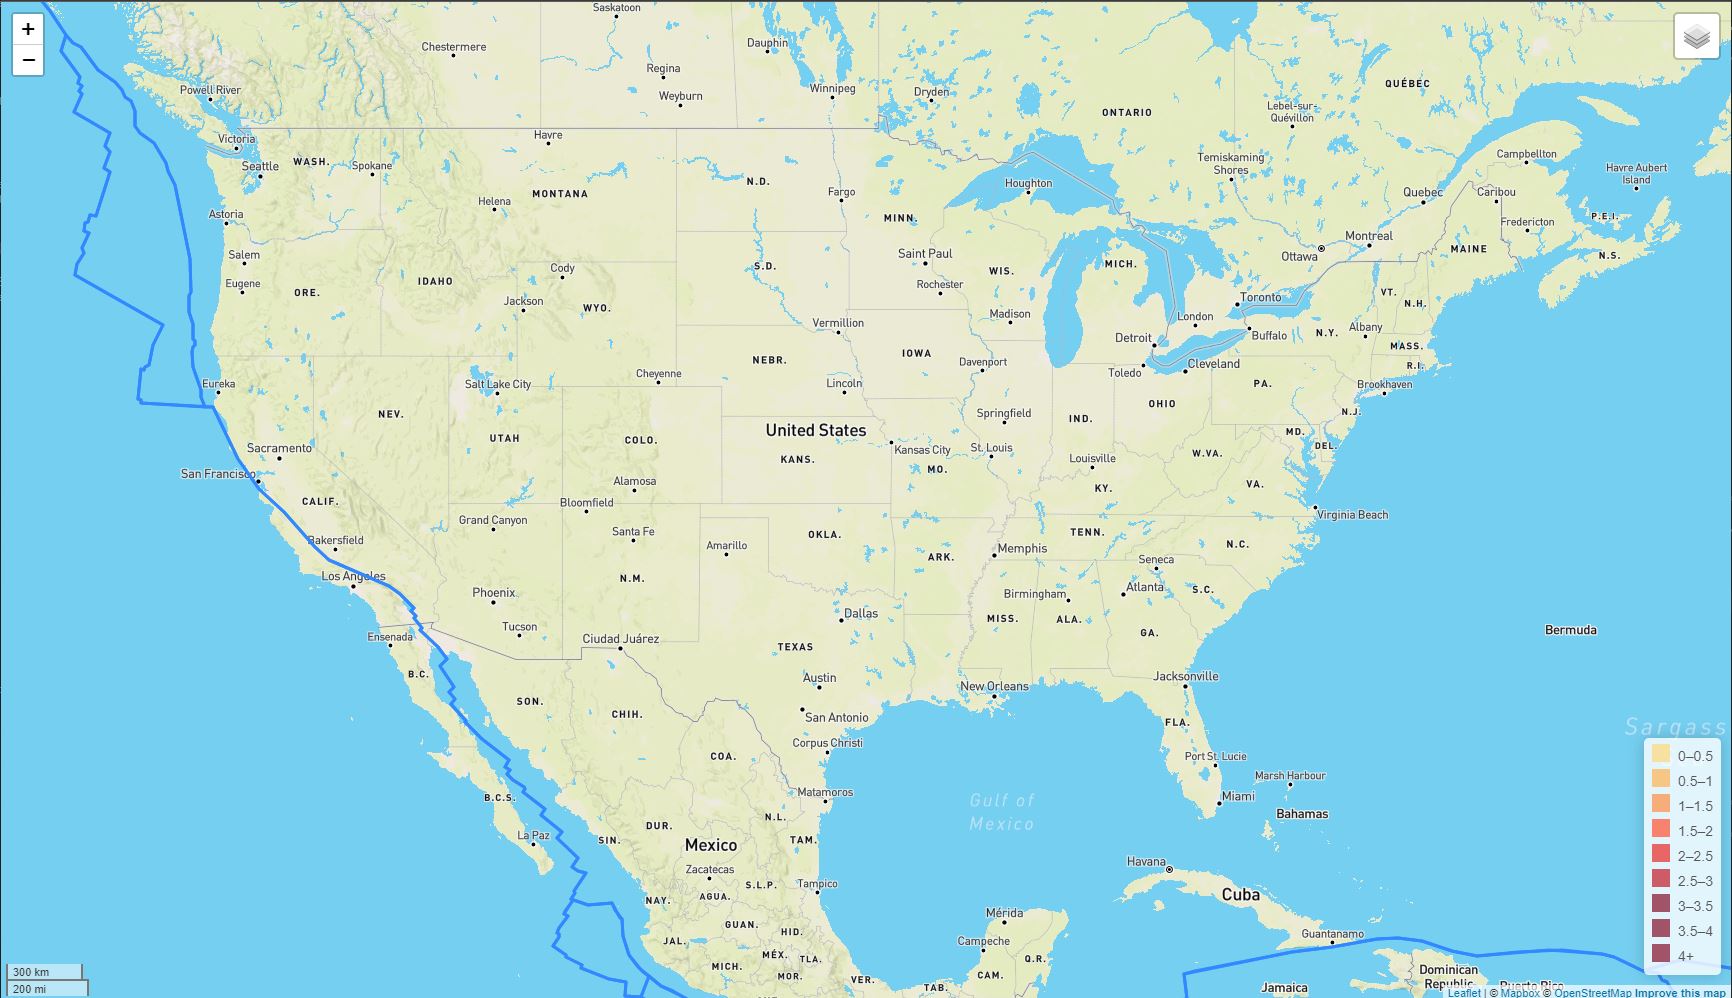 +
−
Saskatoon
Chestermere
Dauphin
Regina
Powell River
Weyburn
Winnipeg
Dryden
ONTARIO
QUÉBEC
Lebel-sur-
Quévillon
Victoria
Havre
Seattle
WASH.
Spokane
MONTANA
N.D.
Fargo
Houghton
Temiskaming
Shores
Campbellton
Havre Aubert
Island
Helena
MINN.
Quebec
Caribou
Astoria
Fredericton
P.E.I.
Salem
Saint Paul
Montreal
Ottawa
MAINE
N.S.
Eugene
ORE.
IDAHO
Cody
S.D.
WIS.
MICH.
Rochester
VT.
N.H.
Jackson
WYO.
Vermillion
Madison
London
Toronto
Detroit
Buffalo
N.Y.
Albany
MASS.
R.I.
NEBR.
IOWA
Davenport
Toledo
Cleveland
PA.
Brookhaven
Eureka
Salt Lake City
Cheyenne
Lincoln
NEV.
Springfield
IND.
OHIO
N.J.
UTAH
COLO.
United States
MD.
DEL.
Sacramento
San Francisco
KANS.
Kansas City
MO.
St. Louis
Louisville
W.VA.
VA.
CALIF.
Bloomfield
Alamosa
KY.
Virginia Beach
Grand Canyon
Santa Fe
OKLA.
TENN.
N.C.
Bakersfield
Amarillo
ARK.
Memphis
Seneca
Los Angeles
N.M.
Phoenix
Birmingham
Atlanta
S.C.
Tucson
Dallas
MISS.
ALA.
GA.
Bermuda
Ensenada
Ciudad Juárez
TEXAS
B.C.
Austin
New Orleans
Jacksonville
SON.
CHIH.
San Antonio
FLA.
Sargass
Corpus Christi
COA.
Port St. Lucie
Marsh Harbour
B.C.S.
Matamoros
Gulf of
Mexico
Miami
Bahamas
DUR.
N.L.
La Paz
SIN.
Mexico
TAM.
Havana
Zacatecas
S.L.P.
Tampico
Cuba
NAY.
AGUA.
Mérida
GUAN.
HID.
Guantanamo
JAL.
Campeche
MICH.
MÉX.
TLA.
Q.R.
MOR.
VER.
CAM.
TAB.
Jamaica
Dominican
Republic
Puerto Rico
0–0.5
0.5–1
1–1.5
1.5–2
2–2.5
2.5–3
3–3.5
3.5–4
4+
300 km
200 mi
Leaflet | © Mapbox © OpenStreetMap Improve this map